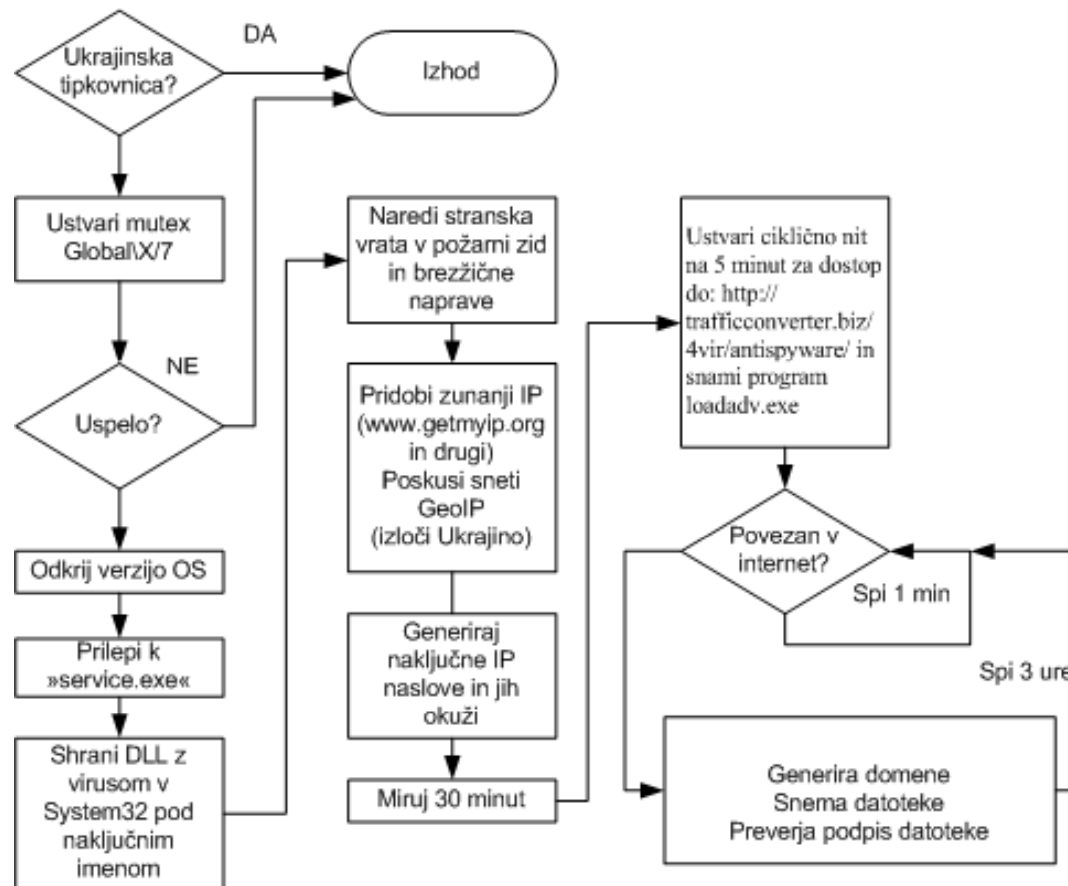 Ukrajinska
tipkovnica?
DA
Izhod
Ustvari mutex
Global\X/7
NE
Uspelo?
Odkrij verzijo OS
Prilepi k
»service.exe«
Shrani DLL z
virusom v
System32 pod
naključnim
imenom
Naredi stranska
vrata v požarni zid
in brezžične
naprave
Pridobi zunanji IP
(www.getmyip.org
in drugi)
Poskusi sneti
GeoIP
(izloči Ukrajino)
Generiraj
naključne IP
naslove in jih
okuži
Miruj 30 minut
Ustvari ciklično nit
na 5 minut za dostop
do: http://
trafficconverter.biz/
4vir/antispyware/ in
snami program
loadadv.exe
Povezan v
internet?
Spi 1 min
Spi 3 ure
Generira domene
Snema datoteke
Preverja podpis datoteke